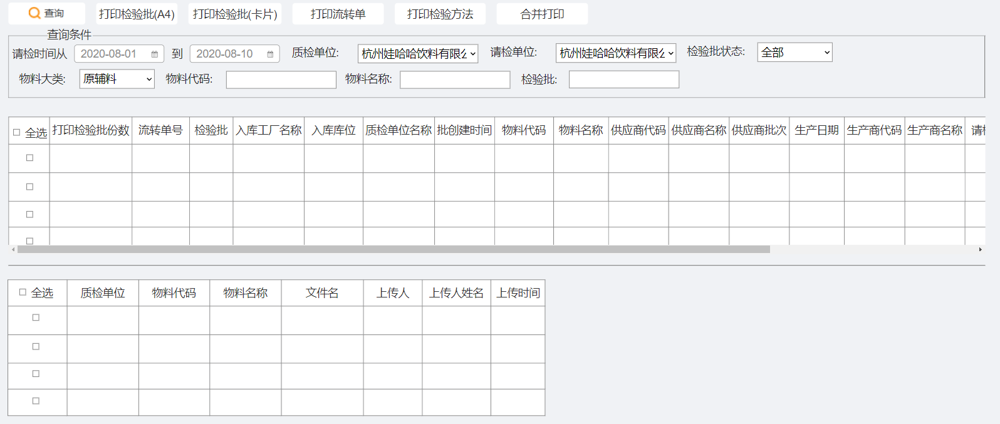 查询 打印检验批(A4) 打印检验批(卡片) 打印流转单 打印检验方法 合并打印
查询条件
请检时间从 2020-08-01 到 2020-08-10 质检单位: 杭州娃哈哈饮料有限 请检单位: 杭州娃哈哈饮料有限 检验批状态: 全部
物料大类: 原辅料 物料代码: 物料名称: 检验批:
全选 打印检验批份数 流转单号 检验批 入库工厂名称 入库库位 质检单位名称 批创建时间 物料代码 物料名称 供应商代码 供应商名称 供应商批次 生产日期 生产商代码 生产商名称 请
全选 质检单位 物料代码 物料名称 文件名 上传人 上传人姓名 上传时间